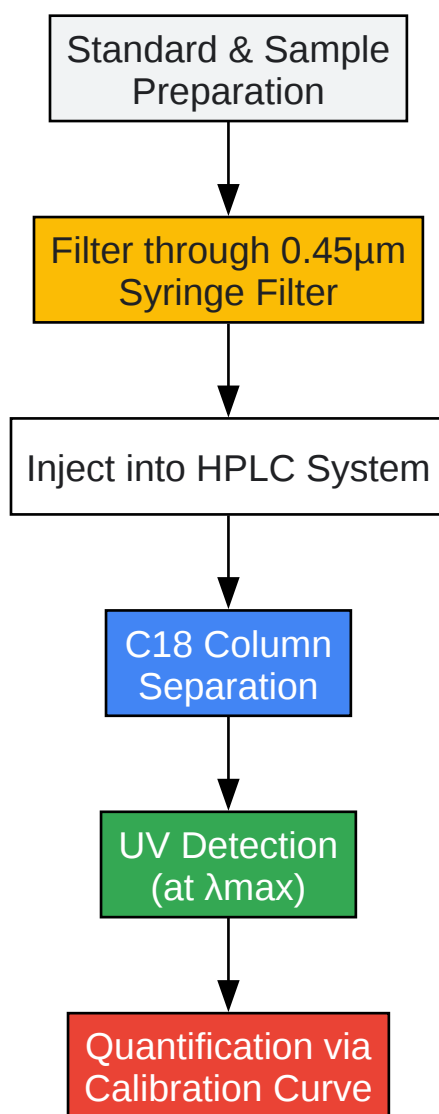 Standard & Sample
Preparation
Filter through 0.45µm
Syringe Filter
Inject into HPLC System
C18 Column
Separation
UV Detection
(at λmax)
Quantification via
Calibration Curve